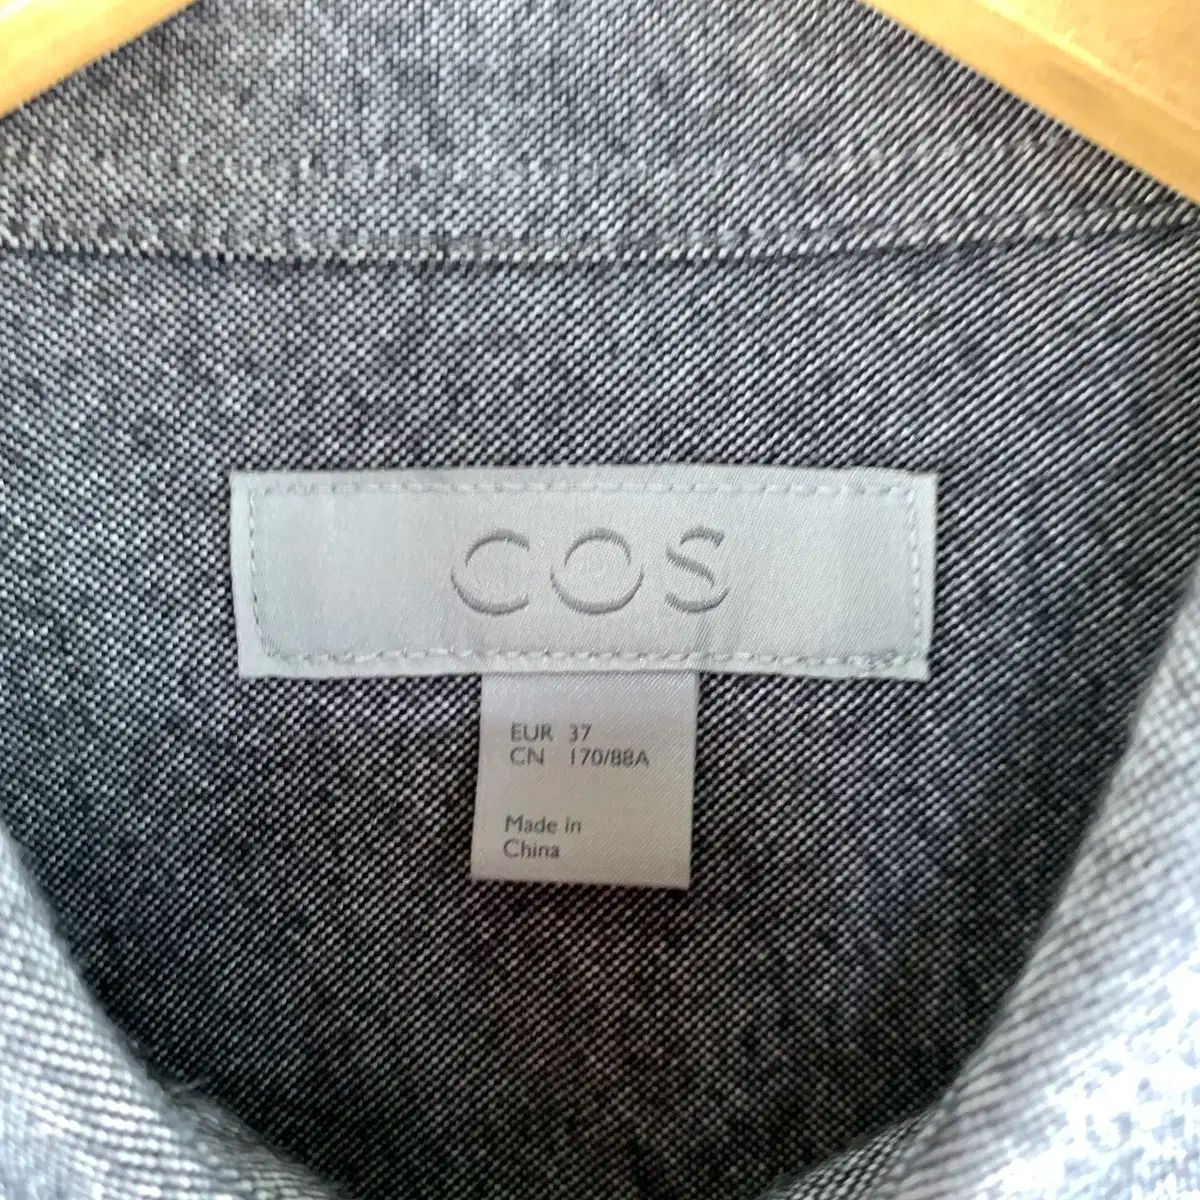 COS
EUR 37
CN 170/88A
Made in
China